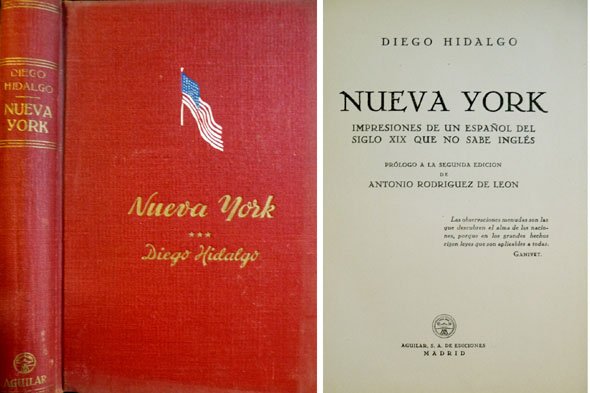 DIEGO
HIDALGO
NUEVA
YORK
AGUILAR
Nueva York
***
Diego Hidalgo
DIEGO HIDALGO
NUEVA YORK
IMPRESIONES DE UN ESPAÑOL DEL
SIGLO XIX QUE NO SABE INGLÉS
PRÓLOGO A LA SEGUNDA EDICION
DE
ANTONIO RODRIGUEZ DE LEON
Las observaciones menudas son las
que descubren el alma de las nacio-
nes, porque en los grandes hechos
rigen leyes que son aplicables a todas.
GANIVET.
AGUILAR, S. A. DE EDICIONES
MADRID